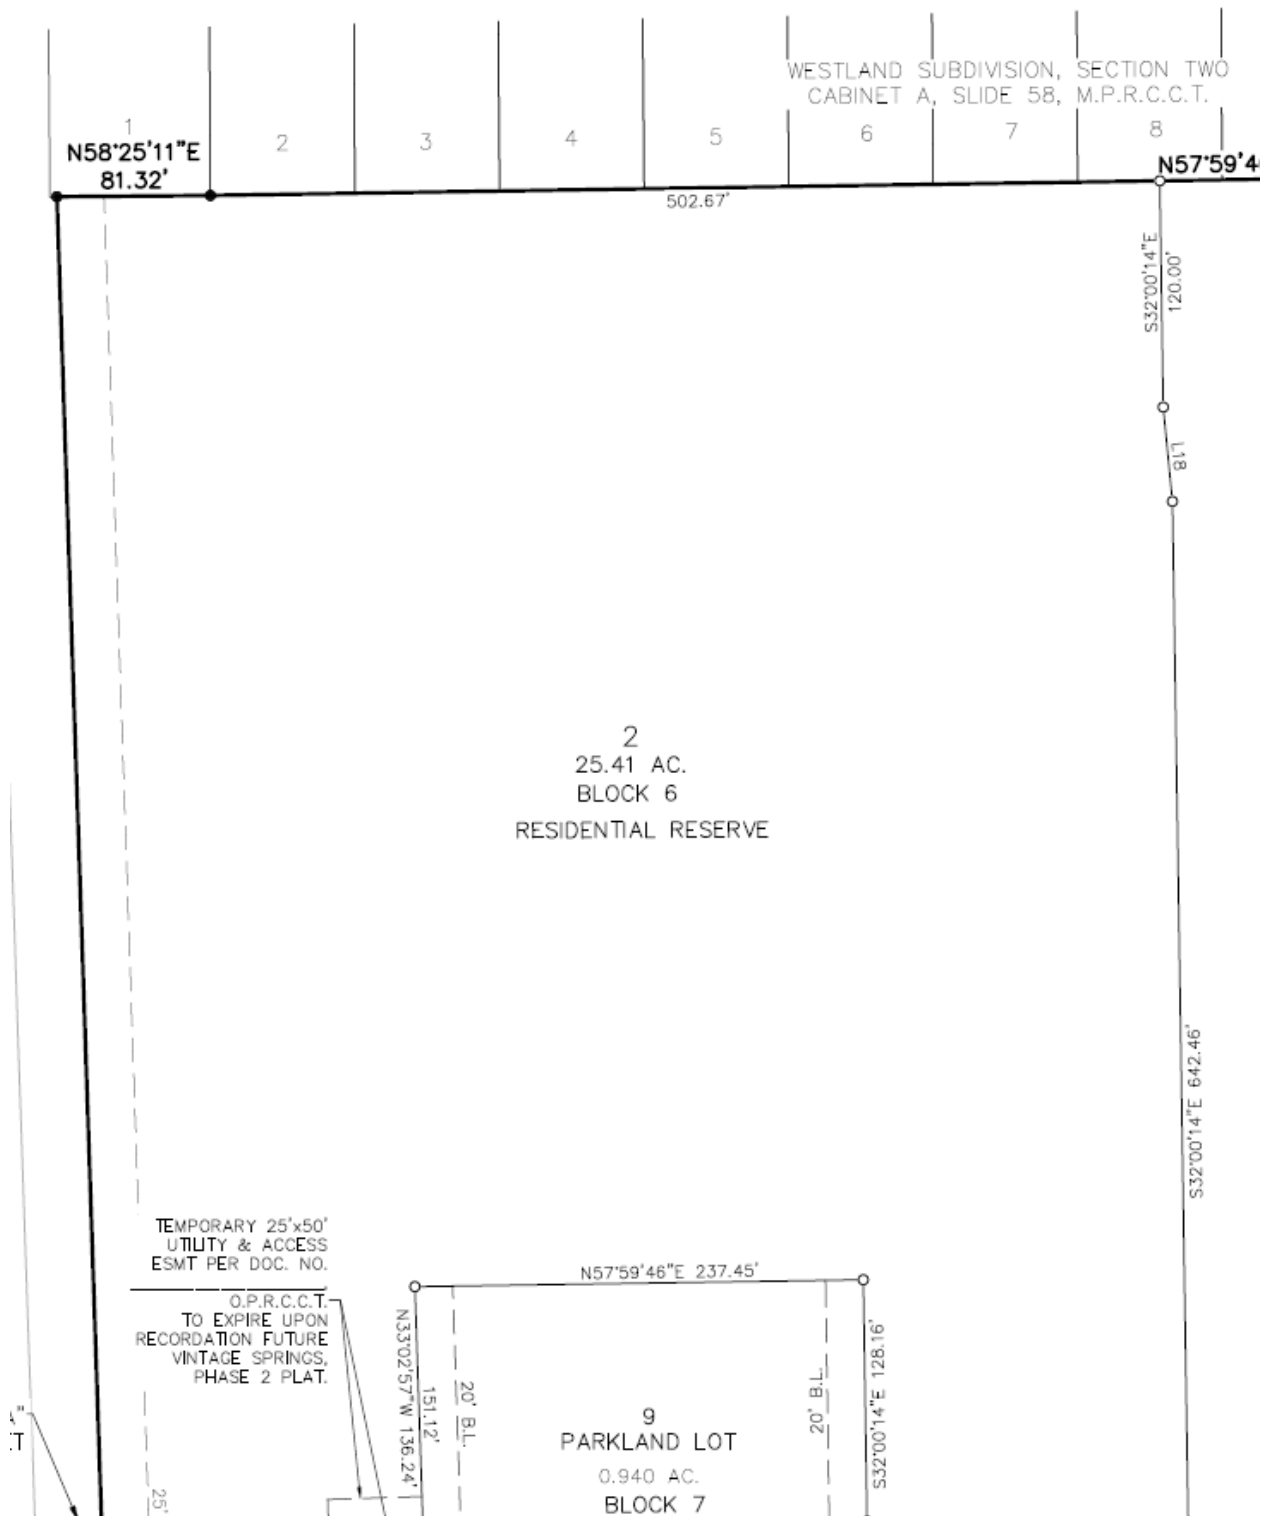 WESTLAND SUBDIVISION, SECTION TWO
CABINET A, SLIDE 58, M.P.R.C.C.T.
1
2
3
4
5
6
7
8
N58°25'11"E
81.32'
N57°59'4
502.67'
S32°00'14"E
120.00'
L18
2
25.41 AC.
BLOCK 6
RESIDENTIAL RESERVE
S32°00'14"E 642.46'
TEMPORARY 25'x50'
UTILITY & ACCESS
ESMT PER DOC. NO.
O.P.R.C.C.T.
TO EXPIRE UPON
RECORDATION FUTURE
VINTAGE SPRINGS,
PHASE 2 PLAT.
N57°59'46"E 237.45'
N33°02'57"W 136.24'
151.12'
20' B.L.
20' B.L.
S32°00'14"E 128.16'
9
PARKLAND LOT
0.940 AC.
BLOCK 7
25'